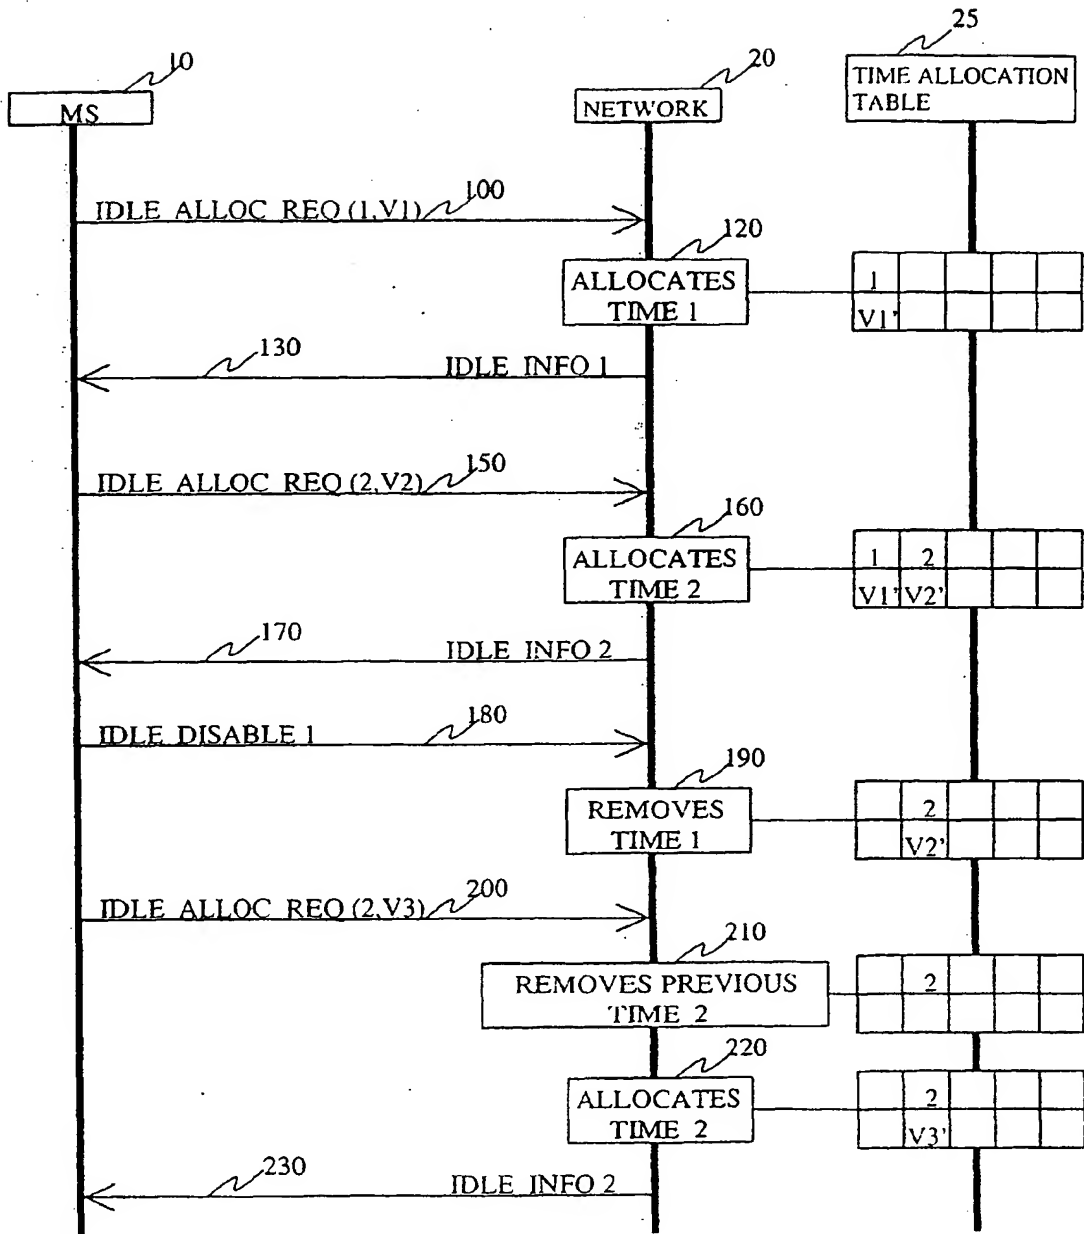 10
20
25
MS
NETWORK
TIME ALLOCATION
TABLE
IDLE ALLOC REQ (1,V1)
100
120
ALLOCATES
TIME 1
1
V1'
130
IDLE INFO 1
IDLE ALLOC REQ (2,V2)
150
160
ALLOCATES
TIME 2
1 2
V1' V2'
170
IDLE INFO 2
IDLE DISABLE 1
180
190
REMOVES
TIME 1
2
V2'
IDLE ALLOC REQ (2,V3)
200
210
REMOVES PREVIOUS
TIME 2
2
220
ALLOCATES
TIME 2
2
V3'
230
IDLE INFO 2